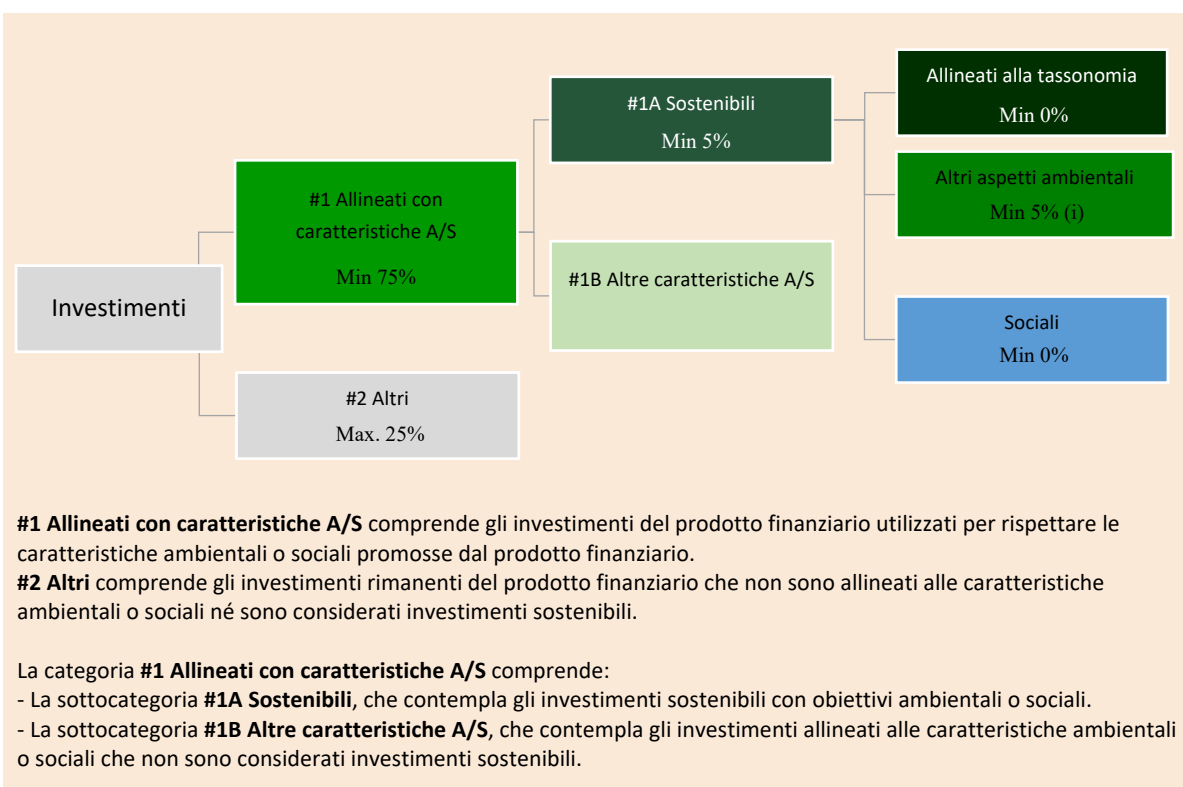 Investimenti
#1 Allineati con
caratteristiche A/S
Min 75%
#2 Altri
Max. 25%
#1A Sostenibili
Min 5%
#1B Altre caratteristiche A/S
Allineati alla tassonomia
Min 0%
Altri aspetti ambientali
Min 5% (i)
Sociali
Min 0%
#1 Allineati con caratteristiche A/S comprende gli investimenti del prodotto finanziario utilizzati per rispettare le
caratteristiche ambientali o sociali promosse dal prodotto finanziario.
#2 Altri comprende gli investimenti rimanenti del prodotto finanziario che non sono allineati alle caratteristiche
ambientali o sociali né sono considerati investimenti sostenibili.
La categoria #1 Allineati con caratteristiche A/S comprende:
- La sottocategoria #1A Sostenibili, che contempla gli investimenti sostenibili con obiettivi ambientali o sociali.
- La sottocategoria #1B Altre caratteristiche A/S, che contempla gli investimenti allineati alle caratteristiche ambientali
o sociali che non sono considerati investimenti sostenibili.